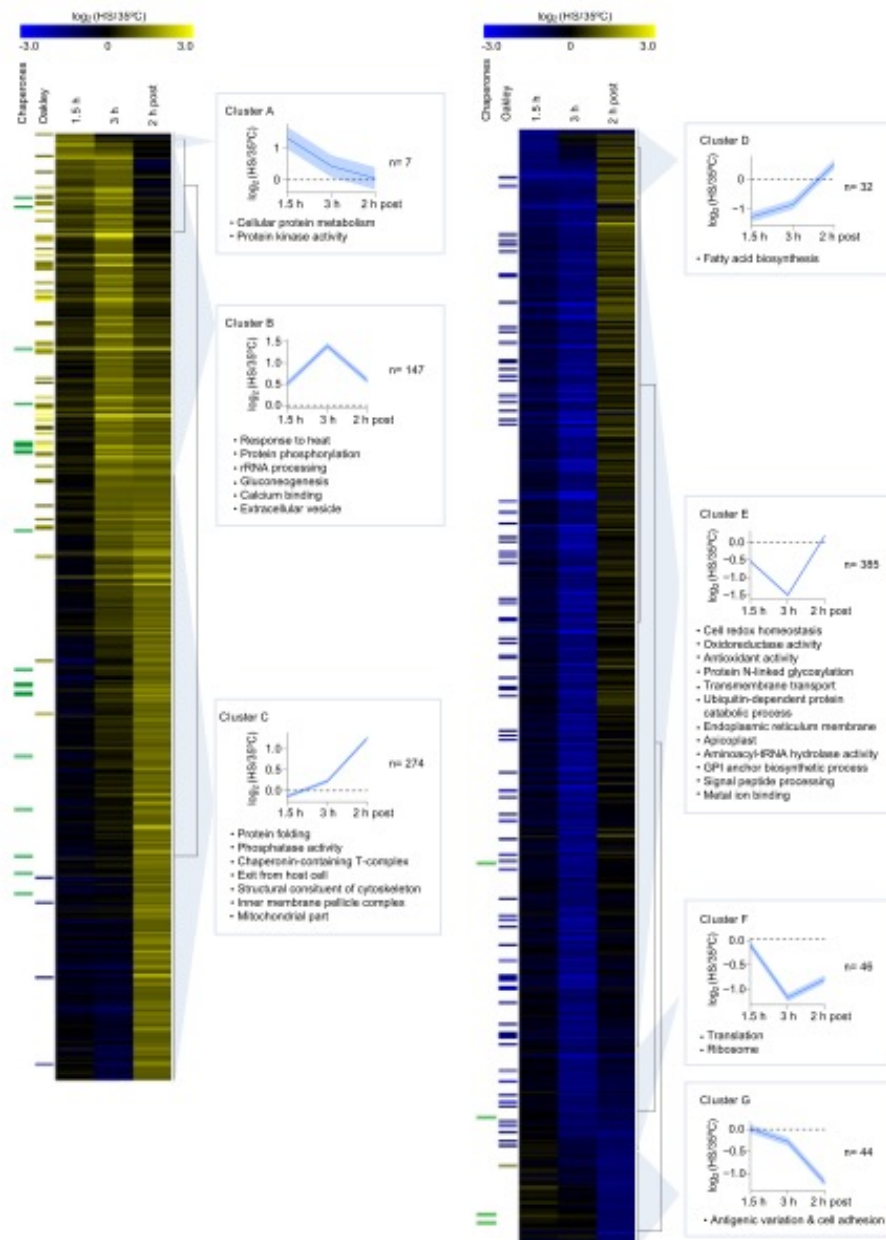 log₂(HS/35ºC)
-3.0 0 3.0
Chaperones
Oakley
1.5 h
3 h
2 h post
Cluster A
log₂(HS/35ºC)
1
0
1.5 h 3 h 2 h post
n= 7
• Cellular protein metabolism
• Protein kinase activity
Cluster B
log₂(HS/35ºC)
1.5
1.0
0.5
0.0
1.5 h 3 h 2 h post
n= 147
• Response to heat
• Protein phosphorylation
• rRNA processing
• Gluconeogenesis
• Calcium binding
• Extracellular vesicle
Cluster C
log₂(HS/35ºC)
1.0
0.5
0.0
1.5 h 3 h 2 h post
n= 274
• Protein folding
• Phosphatase activity
• Chaperonin-containing T-complex
• Exit from host cell
• Structural consituent of cytoskeleton
• Inner membrane pellicle complex
• Mitochondrial part
log₂(HS/35ºC)
-3.0 0 3.0
Chaperones
Oakley
1.5 h
3 h
2 h post
Cluster D
log₂(HS/35ºC)
0
−1
1.5 h 3 h 2 h post
n= 32
• Fatty acid biosynthesis
Cluster E
log₂(HS/35ºC)
0.0
−0.5
−1.0
−1.5
1.5 h 3 h 2 h post
n= 385
• Cell redox homeostasis
• Oxidoreductase activity
• Antioxidant activity
• Protein N-linked glycosylation
• Transmembrane transport
• Ubiquitin-dependent protein
catabolic process
• Endoplasmic reticulum membrane
• Apicoplast
• Aminoacyl-tRNA hydrolase activity
• GPI anchor biosynthetic process
• Signal peptide processing
• Metal ion binding
Cluster F
log₂(HS/35ºC)
0.0
−0.5
−1.0
1.5 h 3 h 2 h post
n= 46
• Translation
• Ribosome
Cluster G
log₂(HS/35ºC)
0.0
−0.5
−1.0
1.5 h 3 h 2 h post
n= 44
• Antigenic variation & cell adhesion